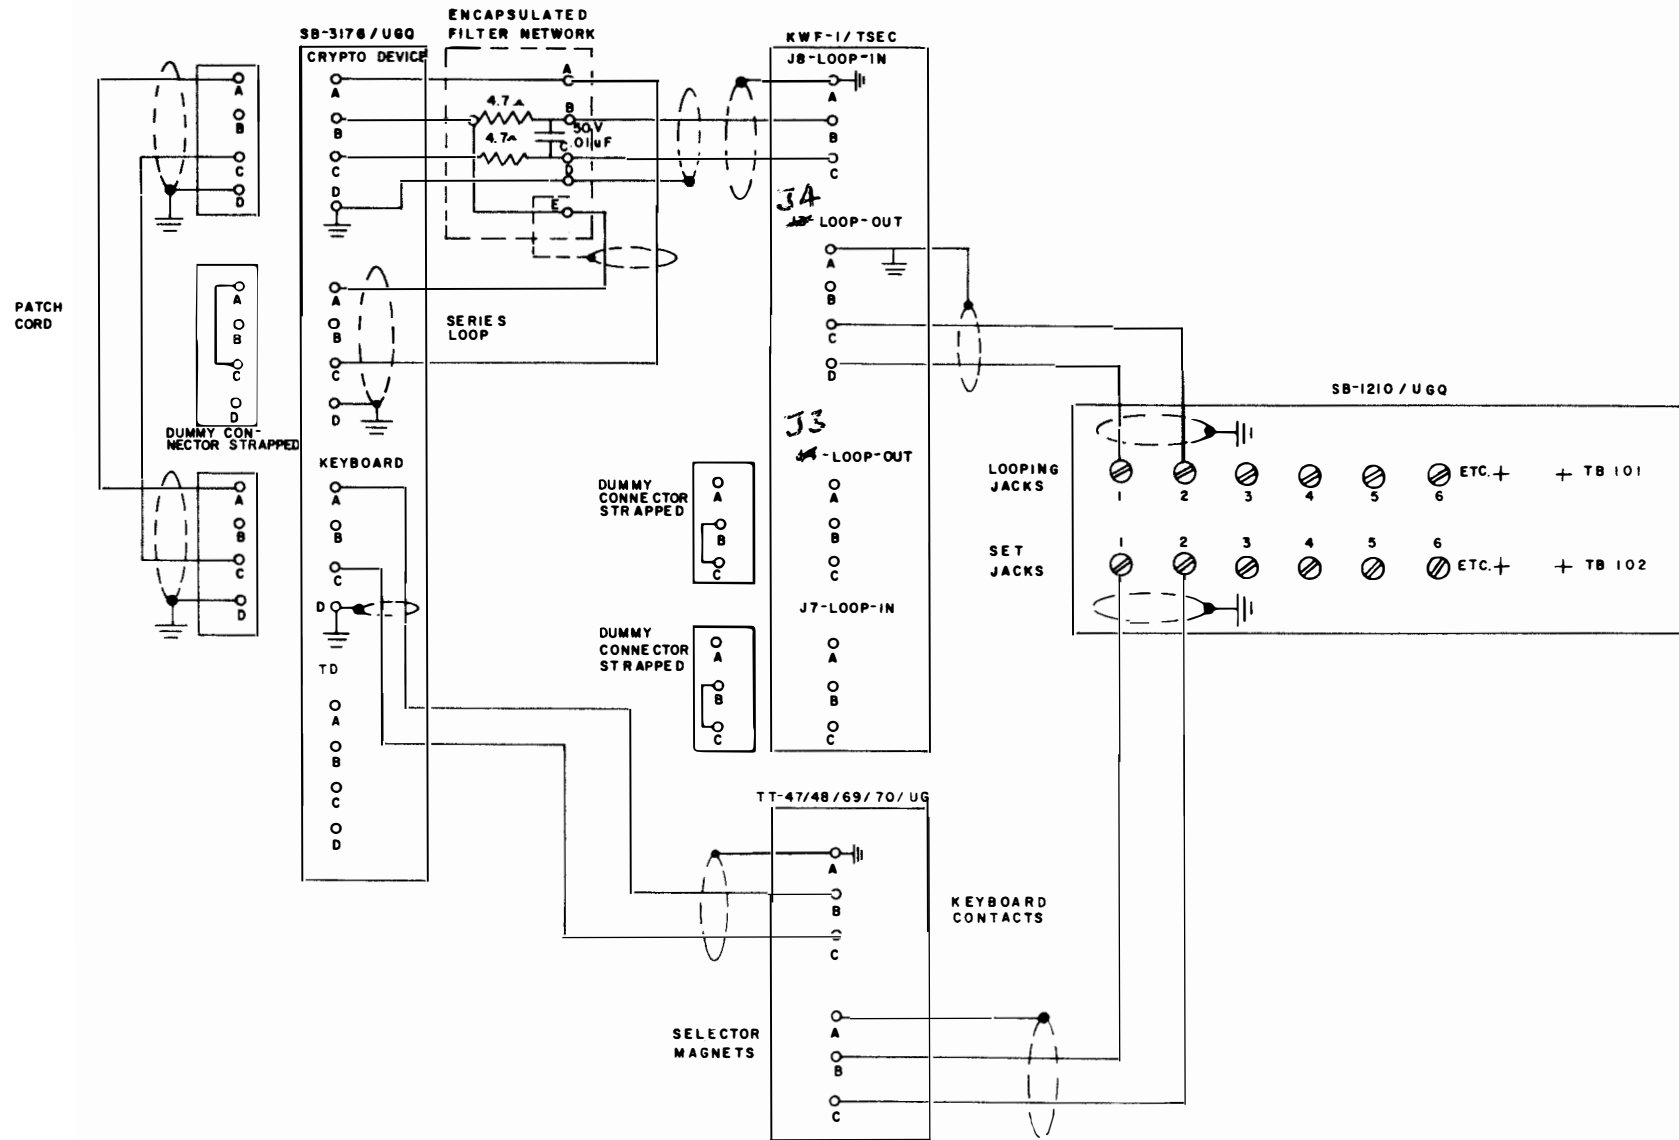 ENCAPSULATED
FILTER NETWORK
SB-3176/UGQ
CRYPTO DEVICE
A
B
C
D
4.7
4.7
50V
.01uF
A
B
C
D
E
KWF-1/TSEC
J8-LOOP-IN
A
B
C
J4
LOOP-OUT
A
B
C
D
J3
-LOOP-OUT
A
B
C
J7-LOOP-IN
A
B
C
PATCH
CORD
A
B
C
D
A
B
C
D
DUMMY CON-
NECTOR STRAPPED
A
B
C
D
A
B
C
D
SERIES
LOOP
KEYBOARD
A
B
C
D
TD
A
B
C
D
DUMMY
CONNECTOR
STRAPPED
A
B
C
DUMMY
CONNECTOR
STRAPPED
A
B
C
SB-1210/UGQ
LOOPING
JACKS
1 2 3 4 5 6
ETC.+ + TB 101
SET
JACKS
1 2 3 4 5 6
ETC.+ + TB 102
TT-47/48/69/70/UG
A
B
C
KEYBOARD
CONTACTS
SELECTOR
MAGNETS
A
B
C